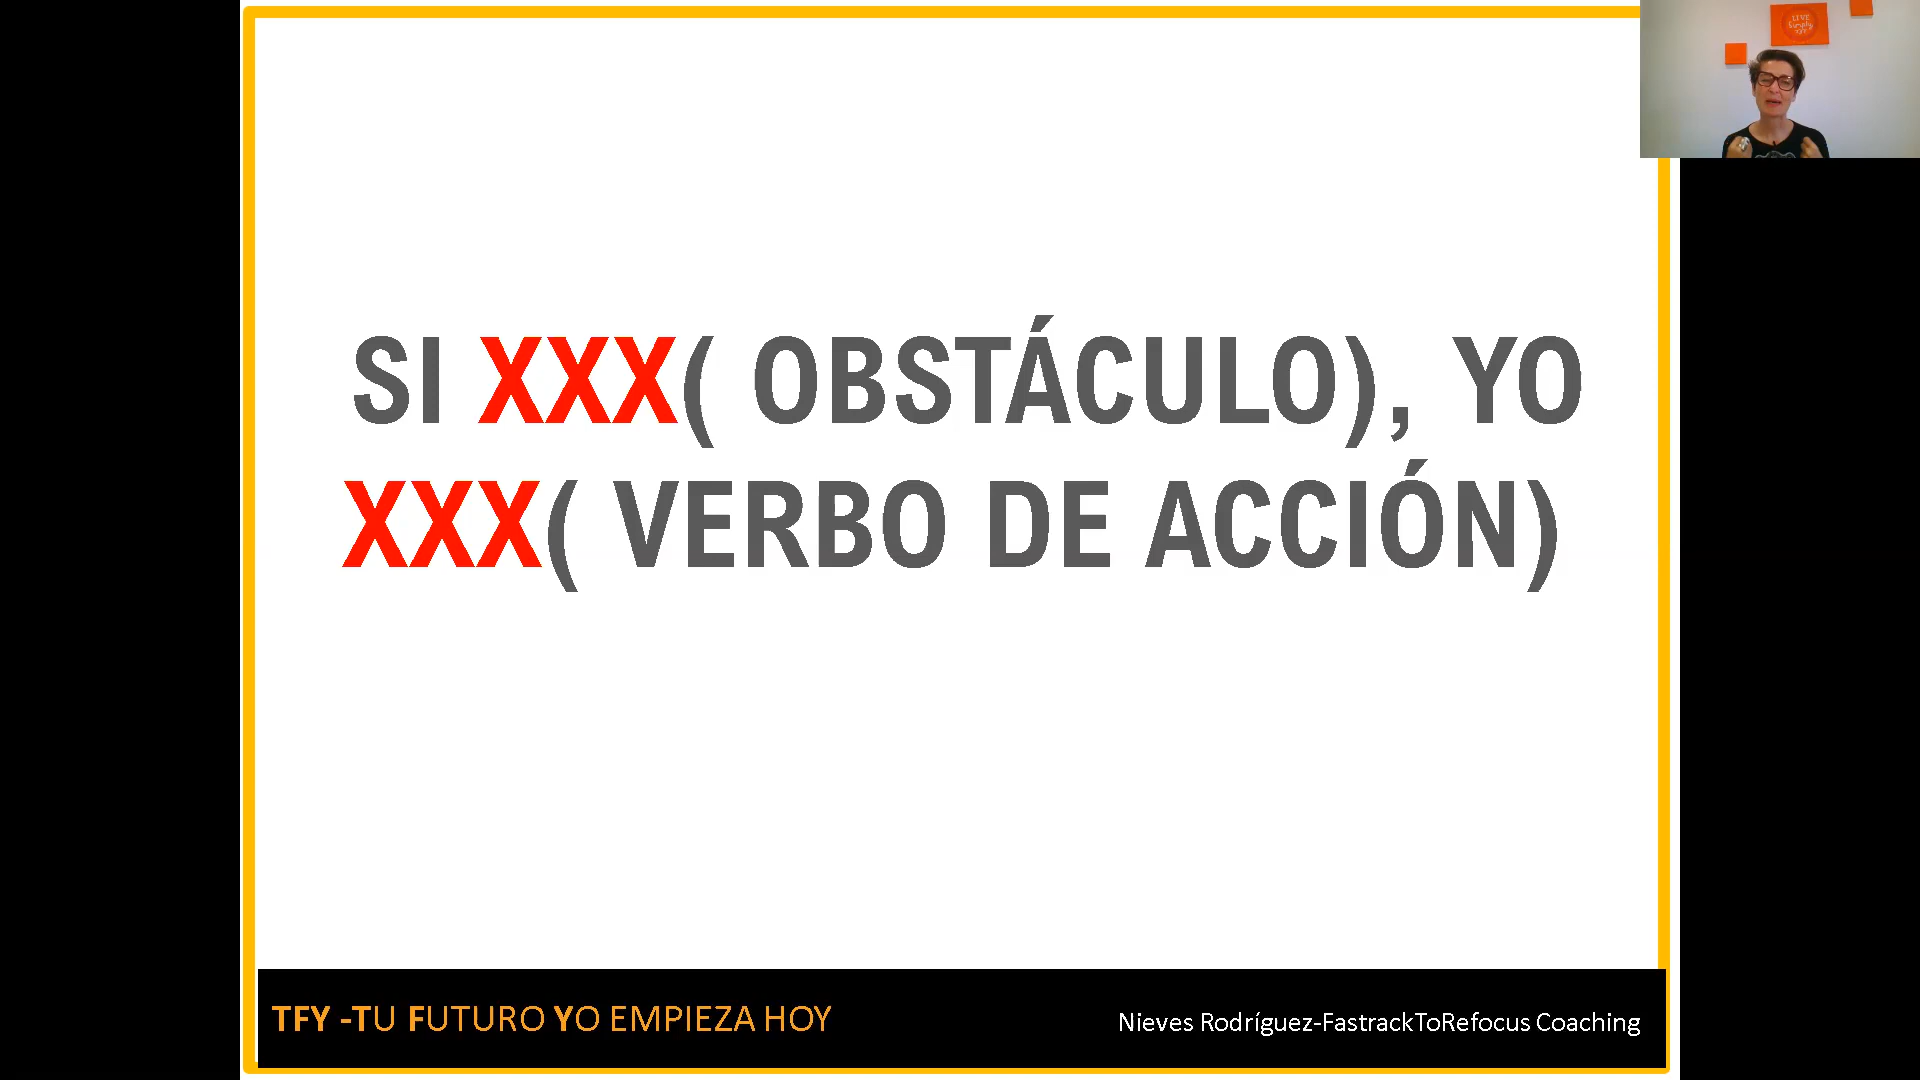 SI XXX( OBSTÁCULO), YO
XXX( VERBO DE ACCIÓN)
TFY -TU FUTURO YO EMPIEZA HOY
Nieves Rodríguez-FastrackToRefocus Coaching